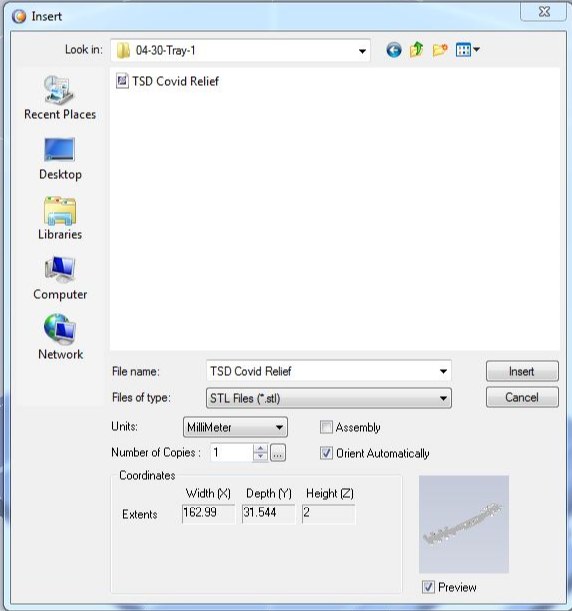 Insert
Look in: 04-30-Tray-1
TSD Covid Relief
Recent Places
Desktop
Libraries
Computer
Network
File name: TSD Covid Relief Insert
Files of type: STL Files (*.stl) Cancel
Units: MilliMeter Assembly
Number of Copies : 1 ... Orient Automatically
Coordinates
Width (X) Depth (Y) Height (Z)
Extents 162.99 31.544 2
Preview